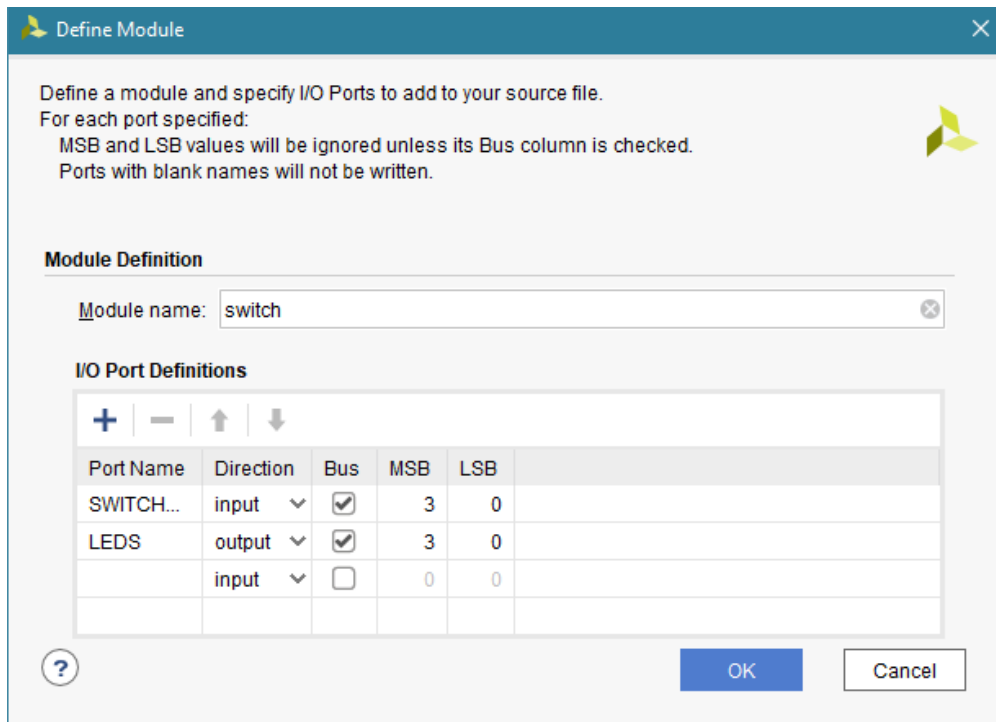 Define Module
Define a module and specify I/O Ports to add to your source file.
For each port specified:
MSB and LSB values will be ignored unless its Bus column is checked.
Ports with blank names will not be written.
Module Definition
Module name: switch
I/O Port Definitions
Port Name Direction Bus MSB LSB
SWITCH... input 3 0
LEDS output 3 0
input 0 0
? OK Cancel